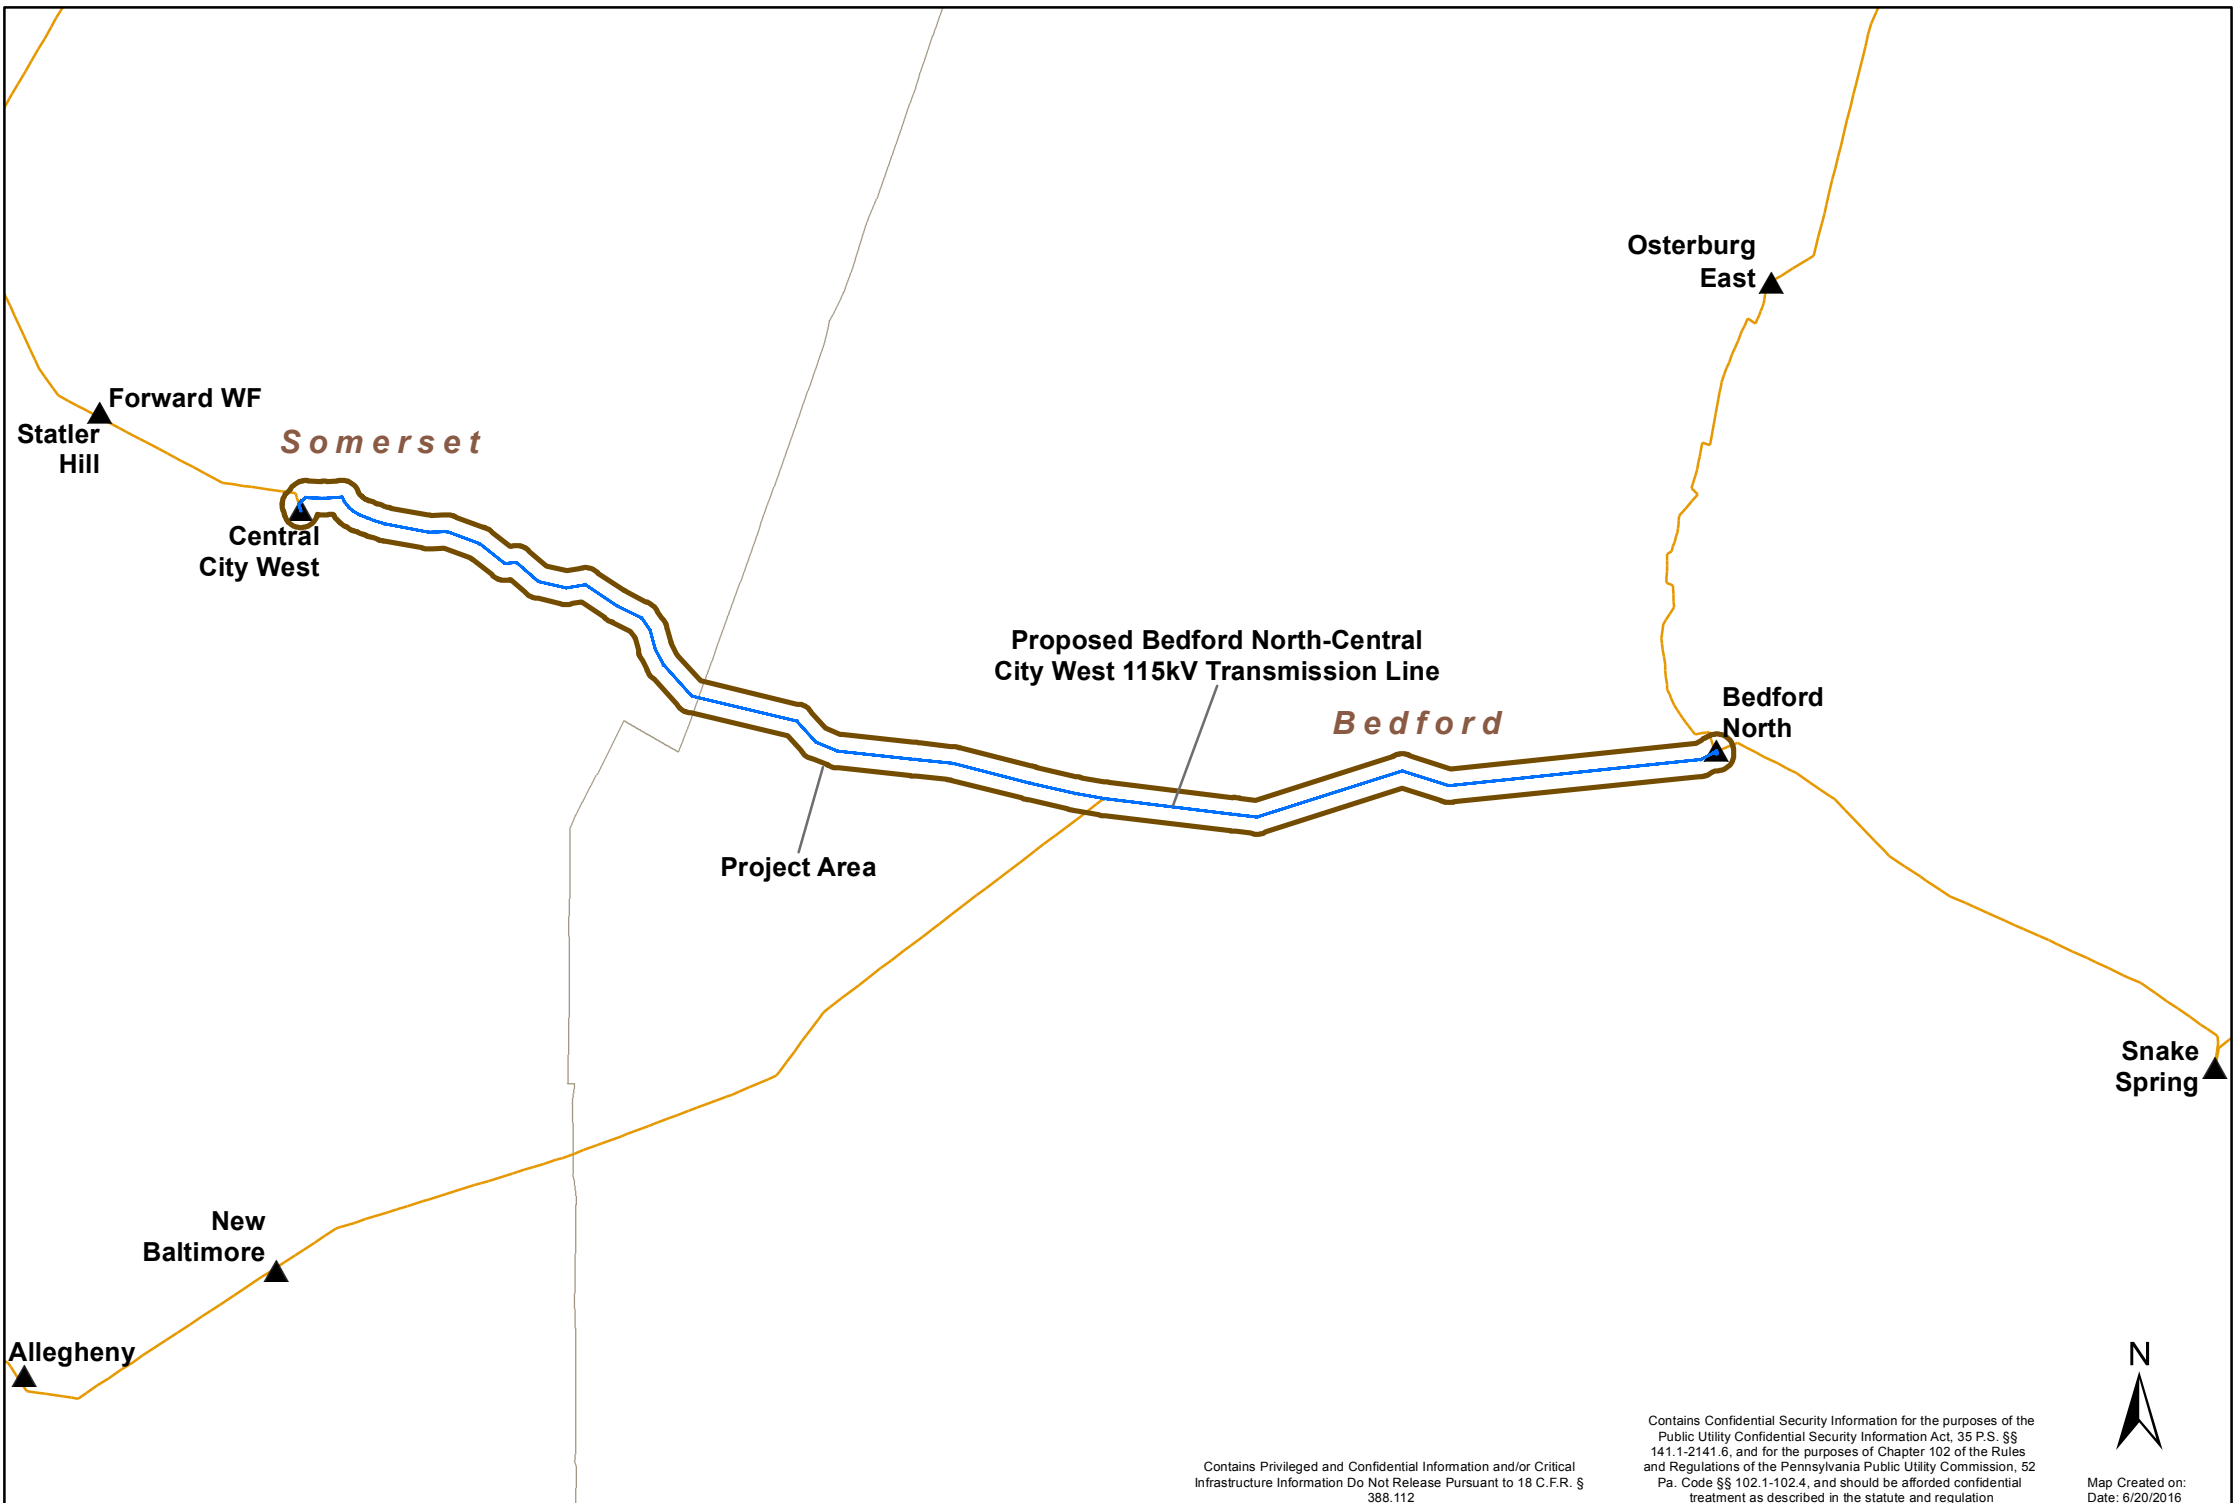 Osterburg
East
Forward WF
Statler
Hill
Somerset
Central
City West
Proposed Bedford North-Central
City West 115kV Transmission Line
Bedford
Bedford
North
Project Area
Snake
Spring
New
Baltimore
Allegheny
N
Contains Privileged and Confidential Information and/or Critical
Infrastructure Information Do Not Release Pursuant to 18 C.F.R. §
388.112
Contains Confidential Security Information for the purposes of the
Public Utility Confidential Security Information Act, 35 P.S. §§
141.1-2141.6, and for the purposes of Chapter 102 of the Rules
and Regulations of the Pennsylvania Public Utility Commission, 52
Pa. Code §§ 102.1-102.4, and should be afforded confidential
treatment as described in the statute and regulation
Map Created on:
Date: 6/20/2016